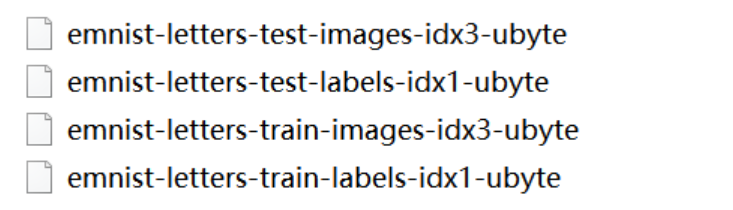 emnist-letters-test-images-idx3-ubyte
emnist-letters-test-labels-idx1-ubyte
emnist-letters-train-images-idx3-ubyte
emnist-letters-train-labels-idx1-ubyte